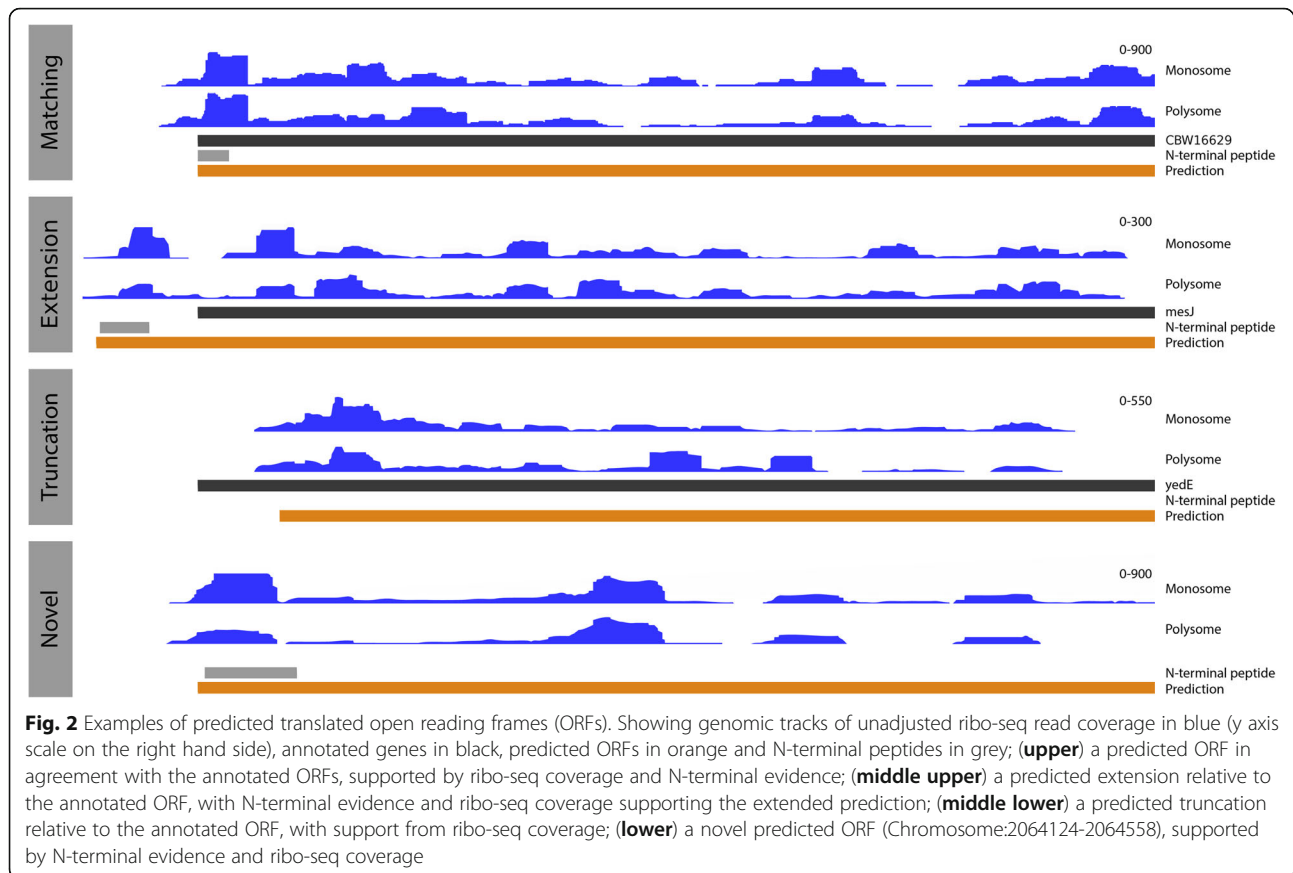 Matching
0-900
Monosome
Polysome
CBW16629
N-terminal peptide
Prediction
Extension
0-300
Monosome
Polysome
mesJ
N-terminal peptide
Prediction
Truncation
0-550
Monosome
Polysome
yedE
N-terminal peptide
Prediction
Novel
0-900
Monosome
Polysome
N-terminal peptide
Prediction
Fig. 2 Examples of predicted translated open reading frames (ORFs). Showing genomic tracks of unadjusted ribo-seq read coverage in blue (y axis
scale on the right hand side), annotated genes in black, predicted ORFs in orange and N-terminal peptides in grey; (upper) a predicted ORF in
agreement with the annotated ORFs, supported by ribo-seq coverage and N-terminal evidence; (middle upper) a predicted extension relative to
the annotated ORF, with N-terminal evidence and ribo-seq coverage supporting the extended prediction; (middle lower) a predicted truncation
relative to the annotated ORF, with support from ribo-seq coverage; (lower) a novel predicted ORF (Chromosome:2064124-2064558), supported
by N-terminal evidence and ribo-seq coverage